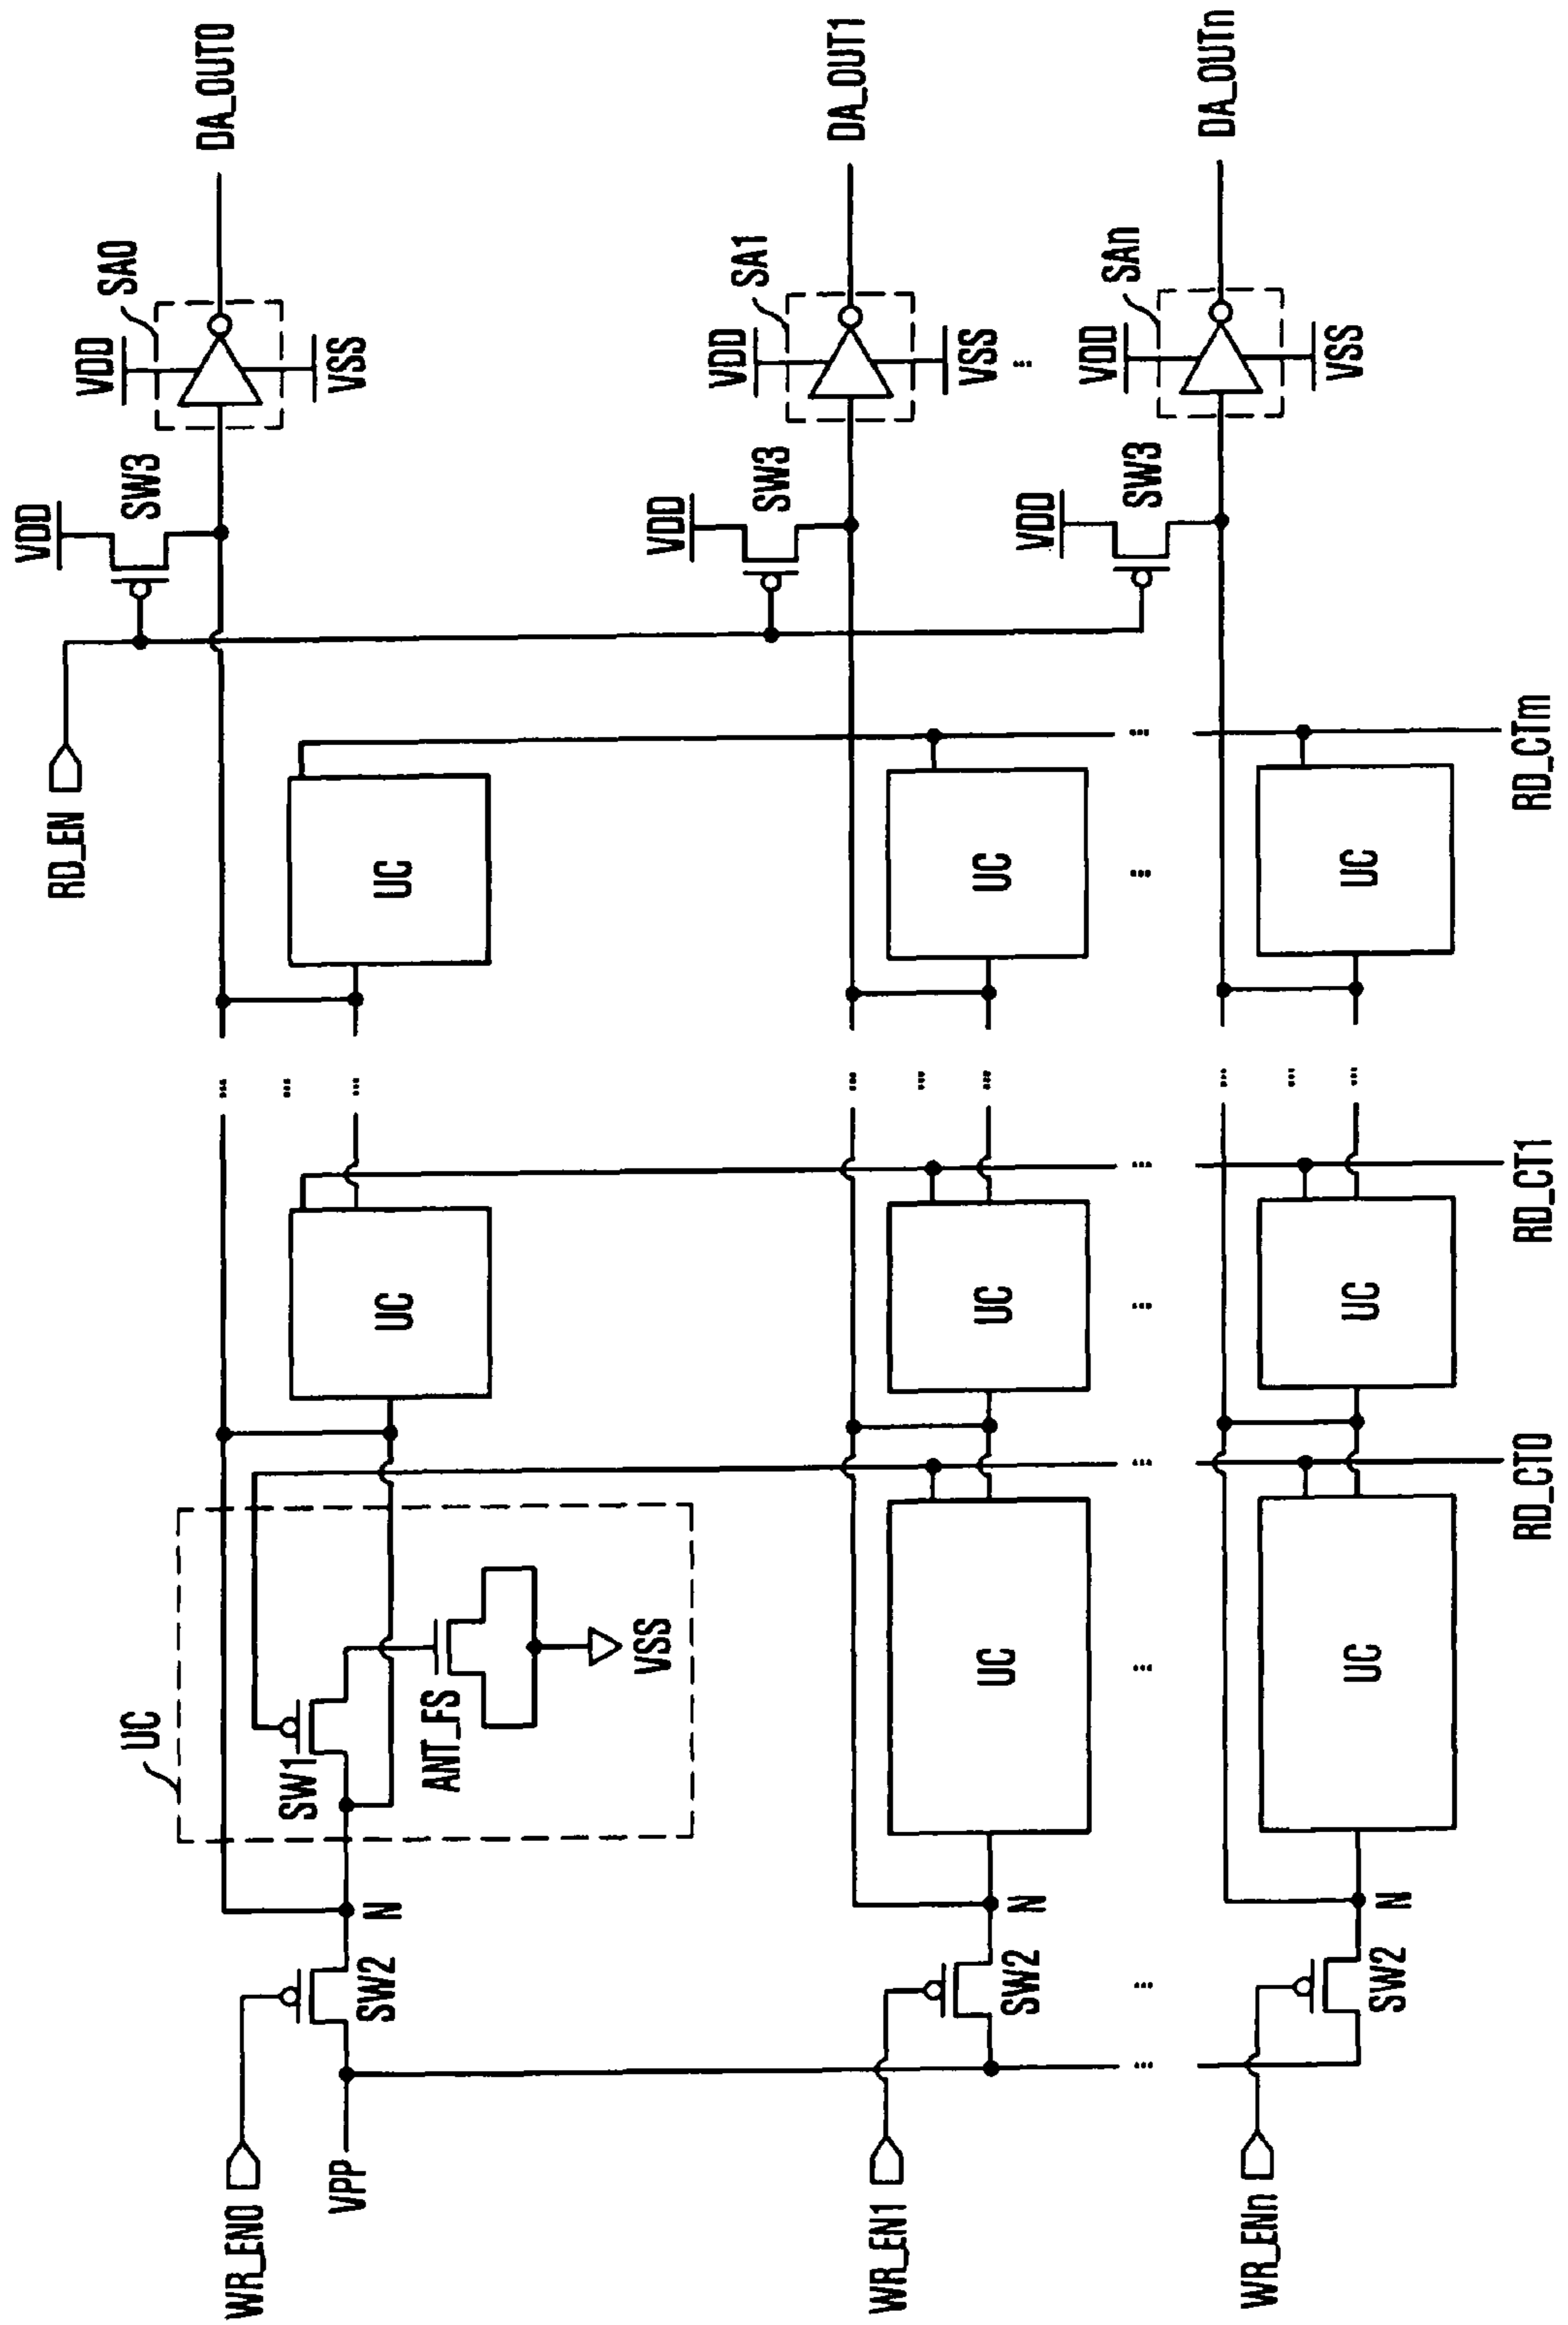 RD_EN
VDD
SW3
VDD
SA0
VSS
DA_OUT0
WR_EN0
VPP
SW2
N
UC
SW1
ANT_FS
VSS
UC
...
...
...
UC
VDD
SW3
VDD
SA1
VSS
...
DA_OUT1
WR_EN1
SW2
N
UC
UC
...
...
...
UC
...
...
...
...
...
...
...
...
VDD
SW3
VDD
SAn
VSS
DA_OUTn
WR_ENn
SW2
N
UC
UC
...
...
...
UC
RD_CT0
RD_CT1
RD_CTm